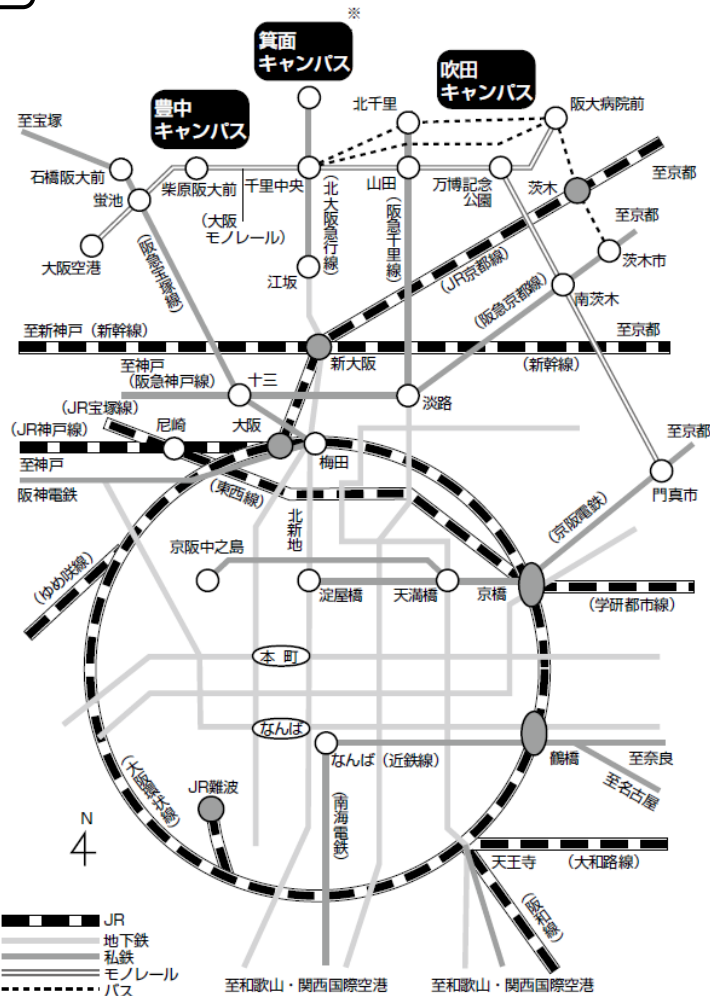 ※
箕面
キャンパス
吹田
キャンパス
豊中
キャンパス
北千里
阪大病院前
至宝塚
石橋阪大前
蛍池
柴原阪大前
千里中央
山田
万博記念
公園
茨木
至京都
(大阪
モノレール)
(北大阪急行線)
(阪急千里線)
至京都
茨木市
大阪空港
(阪急宝塚線)
江坂
(JR京都線)
(阪急京都線)
南茨木
至新神戸(新幹線)
至京都
新大阪
(新幹線)
至神戸
(阪急神戸線)
十三
淡路
(JR宝塚線)
(JR神戸線)
尼崎
大阪
梅田
至京都
至神戸
阪神電鉄
(東西線)
北新地
門真市
(京阪電鉄)
京阪中之島
(ゆめ咲線)
淀屋橋
天満橋
京橋
(学研都市線)
本町
なんば
なんば(近鉄線)
鶴橋
至奈良
至名古屋
(大阪環状線)
JR難波
(南海電鉄)
N
天王寺
(大和路線)
(阪和線)
JR
地下鉄
私鉄
モノレール
バス
至和歌山・関西国際空港
至和歌山・関西国際空港